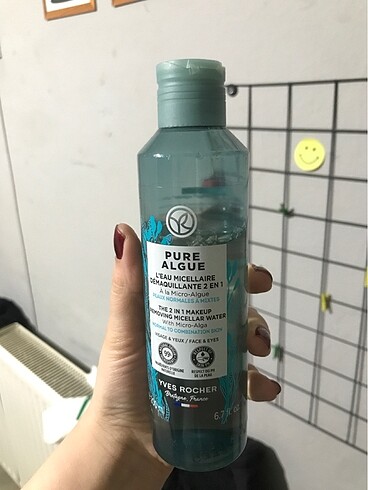 PURE
ALGUE
L'EAU MICELLAIRE
DÉMAQUILLANTE 2 EN 1
À la Micro-Algue
PEAUX NORMALES À MIXTES
THE 2 IN 1 MAKEUP
REMOVING MICELLAR WATER
With Micro-Alga
NORMAL TO COMBINATION SKIN
VISAGE & YEUX / FACE & EYES
YVES ROCHER
Bretagne, France
6.7 fl. oz